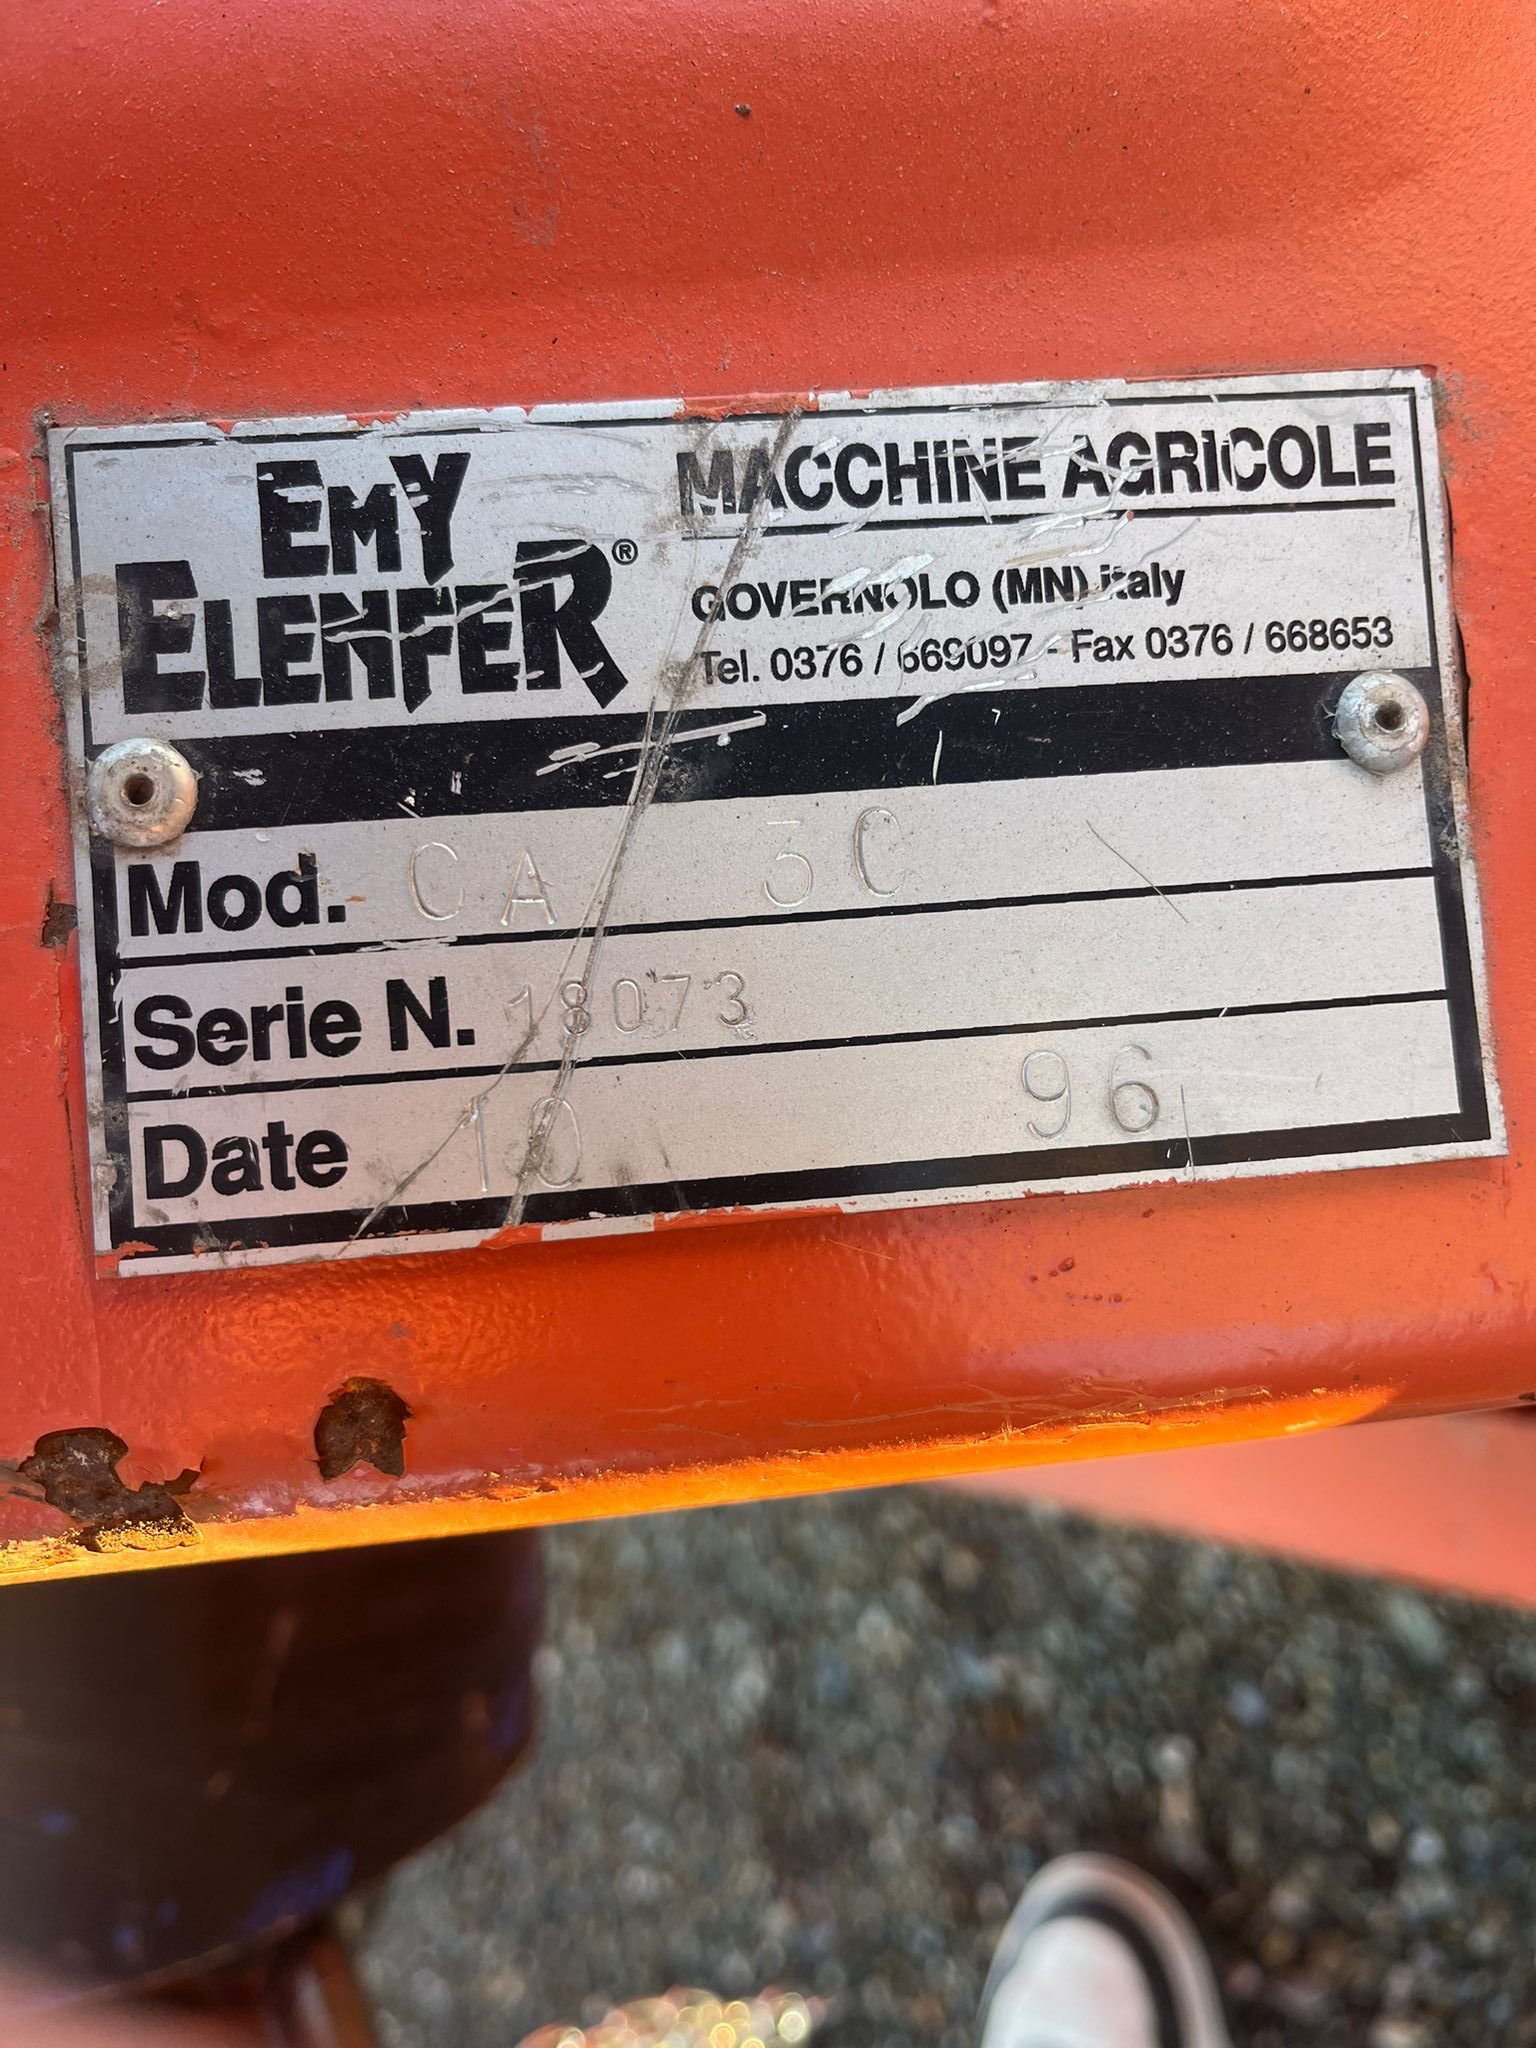 EMY
ELENFER®
MACCHINE AGRICOLE
GOVERNOLO (MN) italy
Tel. 0376 / 669097 - Fax 0376 / 668653
Mod. CA 30
Serie N. 18073
Date 10 96